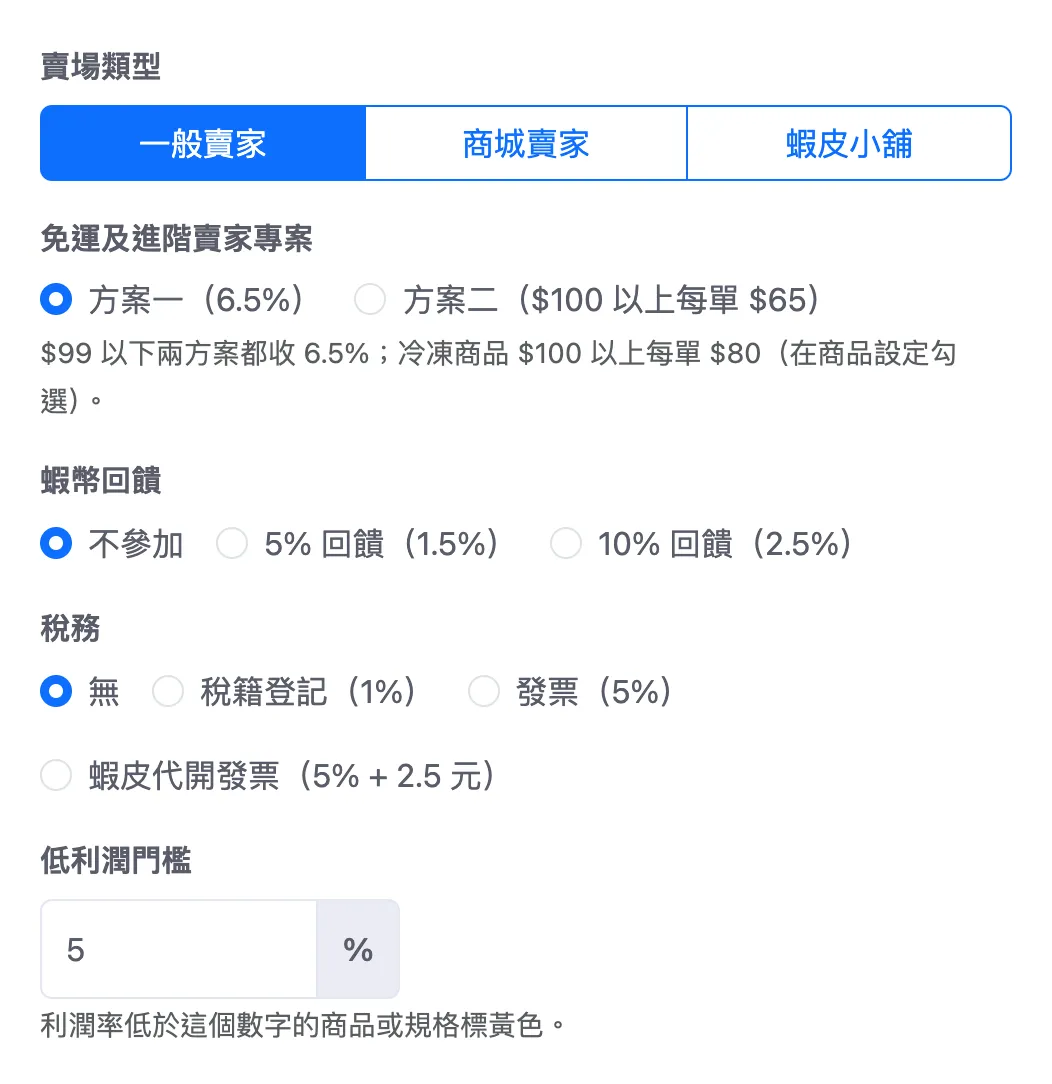 賣場類型
一般賣家 商城賣家 蝦皮小舖
免運及進階賣家專案
方案一（6.5%） 方案二（$100 以上每單 $65）
$99 以下兩方案都收 6.5%；冷凍商品 $100 以上每單 $80（在商品設定勾
選）。
蝦幣回饋
不參加 5% 回饋（1.5%） 10% 回饋（2.5%）
稅務
無 稅籍登記（1%） 發票（5%）
蝦皮代開發票（5% + 2.5 元）
低利潤門檻
5 %
利潤率低於這個數字的商品或規格標黃色。